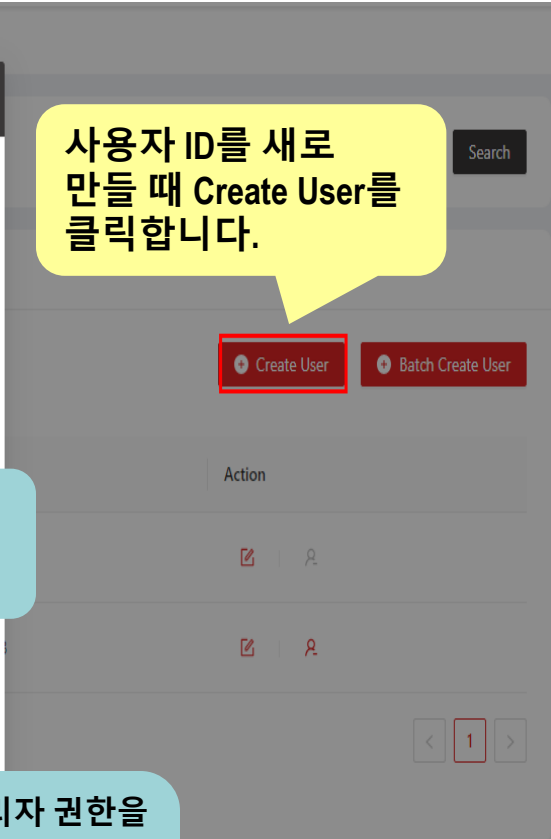 사용자 ID를 새로
만들 때 Create User를
클릭합니다.
Search
Create User
Batch Create User
Action
1
권한을